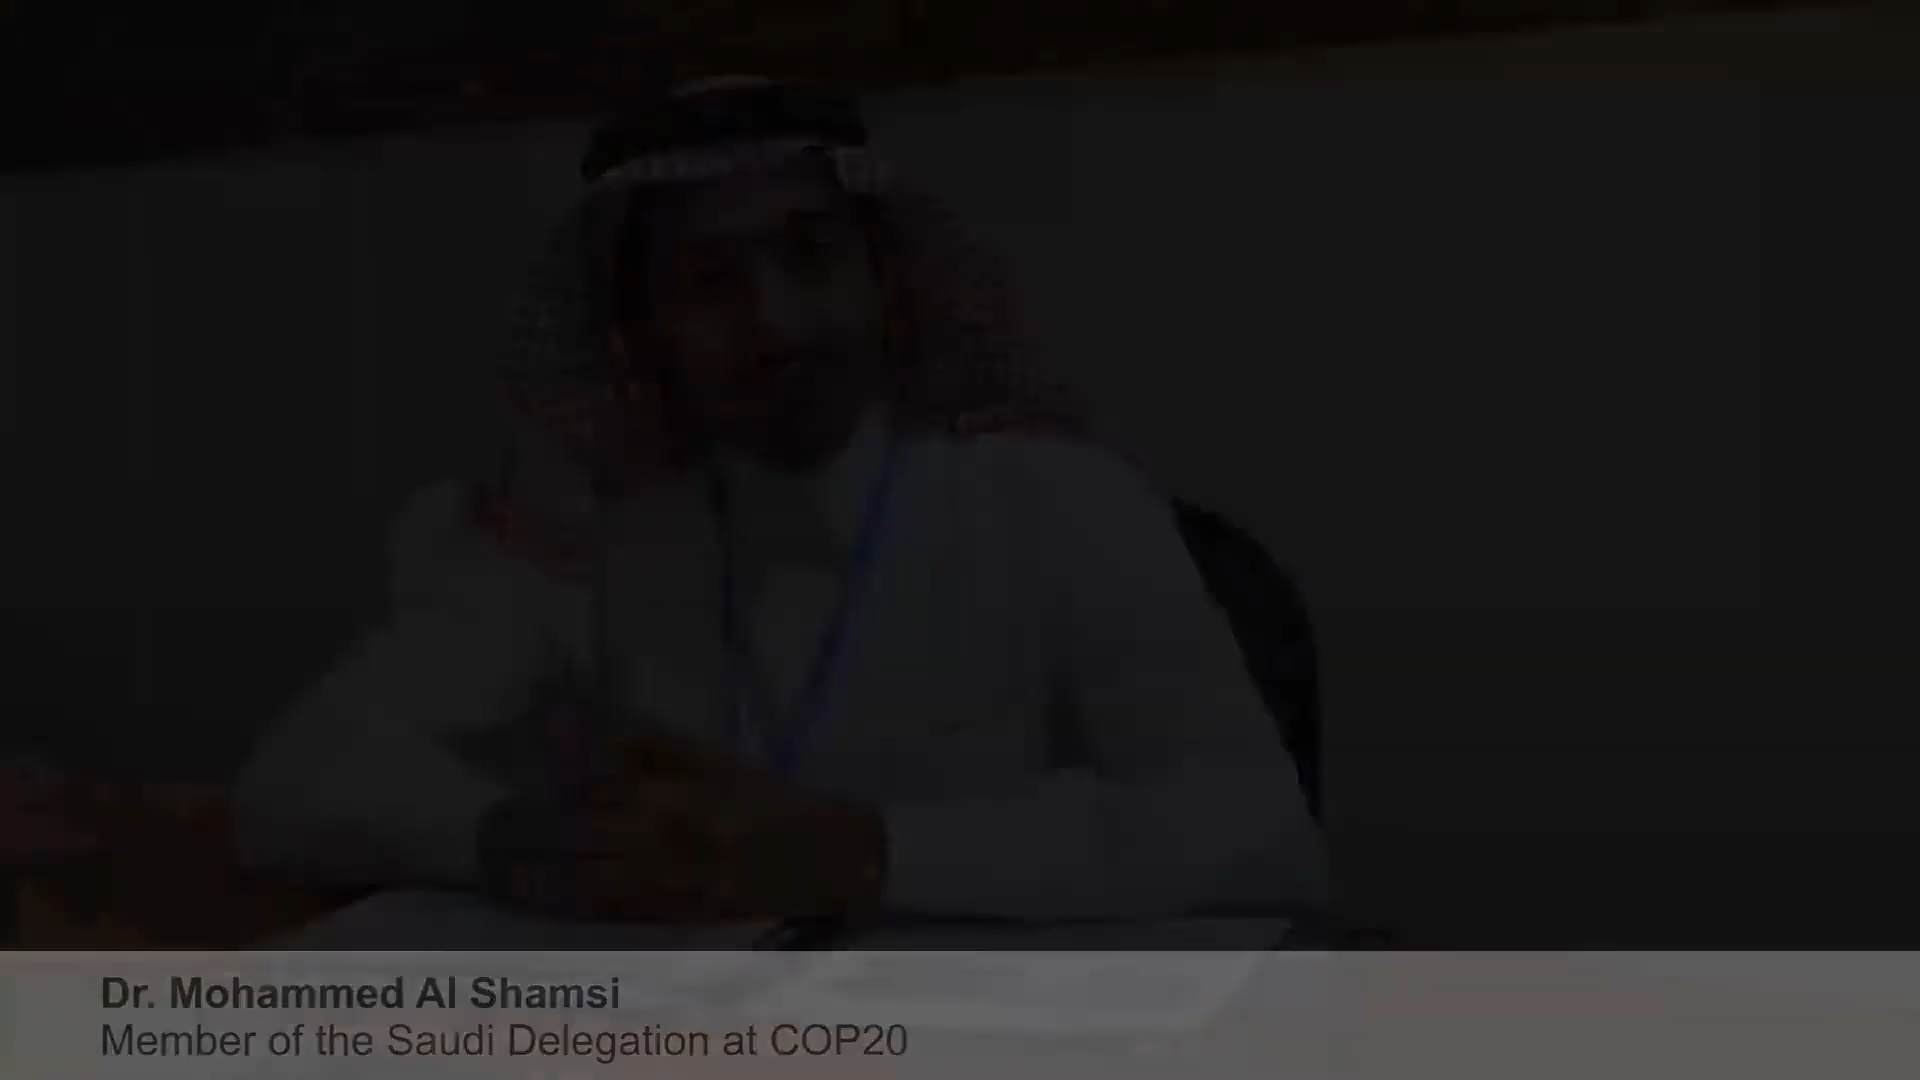 Dr. Mohammed Al Shamsi
Member of the Saudi Delegation at COP20